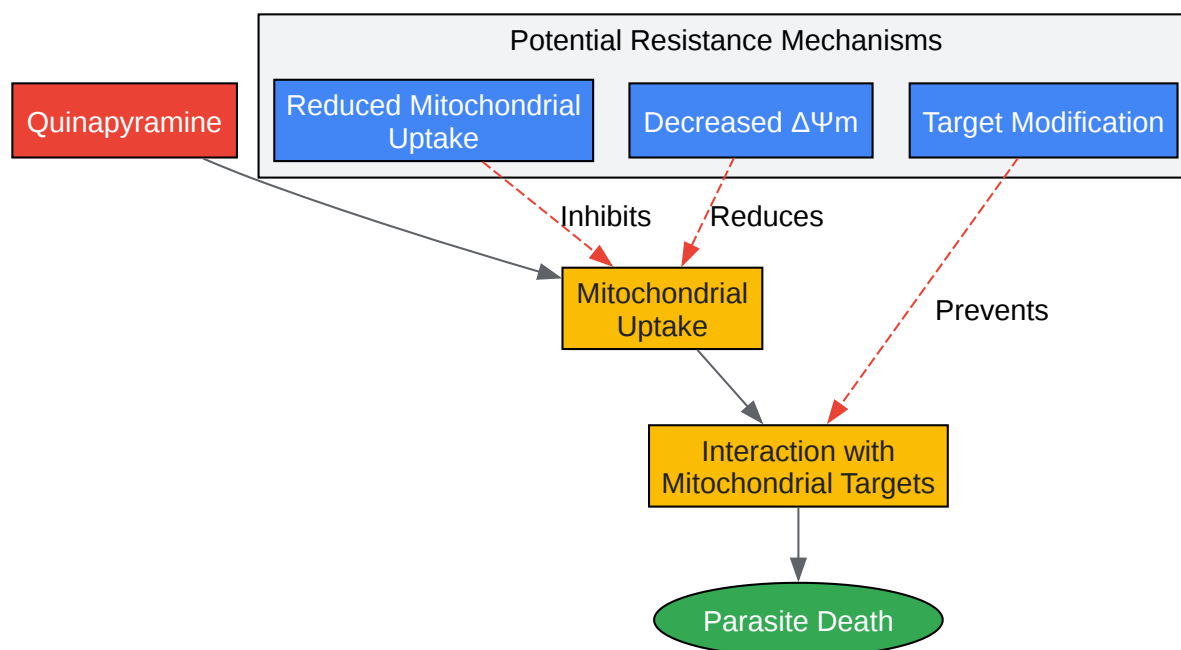 Potential Resistance Mechanisms
Quinapyramine
Reduced Mitochondrial
Uptake
Decreased ΔΨm
Target Modification
Inhibits
Reduces
Mitochondrial
Uptake
Prevents
Interaction with
Mitochondrial Targets
Parasite Death